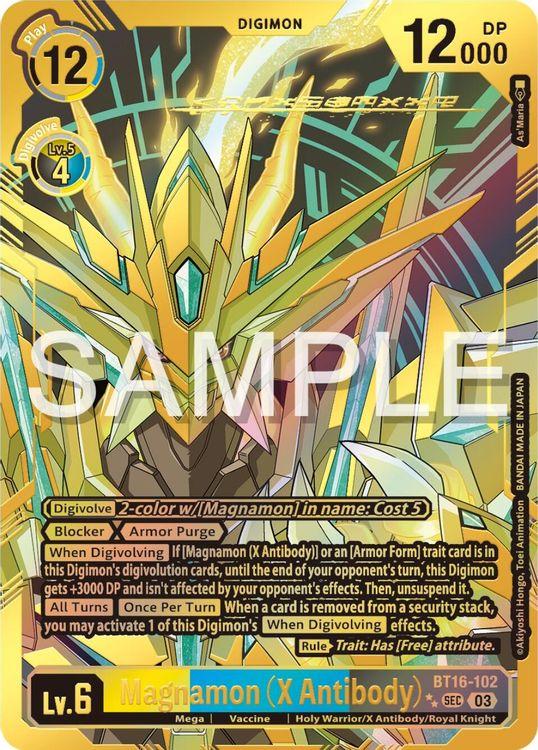 DIGIMON
Play
12
12
DP
000
As'Maria
Digivolve
Lv.5
4
SAMPLE
©Akiyoshi Hongo, Toei Animation BANDAI MADE IN JAPAN
Digivolve 2-color w/[Magnamon] in name: Cost 5
Blocker Armor Purge
When Digivolving If [Magnamon (X Antibody)] or an [Armor Form] trait card is in
this Digimon's digivolution cards, until the end of your opponent's turn, this Digimon
gets +3000 DP and isn't affected by your opponent's effects. Then, unsuspend it.
All Turns Once Per Turn When a card is removed from a security stack,
you may activate 1 of this Digimon's When Digivolving effects.
Rule Trait: Has [Free] attribute.
Lv.6
Magnamon (X Antibody)
BT16-102
SEC 03
Mega Vaccine Holy Warrior/X Antibody/Royal Knight